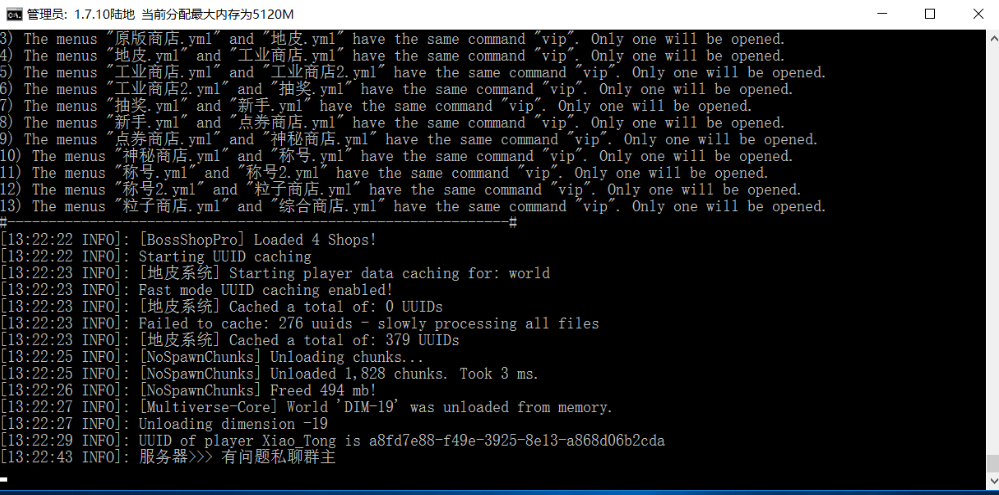 管理员: 1.7.10陆地 当前分配最大内存为5120M
3) The menus "原版商店.yml" and "地皮.yml" have the same command "vip". Only one will be opened.
4) The menus "地皮.yml" and "工业商店.yml" have the same command "vip". Only one will be opened.
5) The menus "工业商店.yml" and "工业商店2.yml" have the same command "vip". Only one will be opened.
6) The menus "工业商店2.yml" and "抽奖.yml" have the same command "vip". Only one will be opened.
7) The menus "抽奖.yml" and "新手.yml" have the same command "vip". Only one will be opened.
8) The menus "新手.yml" and "点券商店.yml" have the same command "vip". Only one will be opened.
9) The menus "点券商店.yml" and "神秘商店.yml" have the same command "vip". Only one will be opened.
10) The menus "神秘商店.yml" and "称号.yml" have the same command "vip". Only one will be opened.
11) The menus "称号.yml" and "称号2.yml" have the same command "vip". Only one will be opened.
12) The menus "称号2.yml" and "粒子商店.yml" have the same command "vip". Only one will be opened.
13) The menus "粒子商店.yml" and "综合商店.yml" have the same command "vip". Only one will be opened.
#--------------------------------------------------------------#
[13:22:22 INFO]: [BossShopPro] Loaded 4 Shops!
[13:22:22 INFO]: Starting UUID caching
[13:22:23 INFO]: [地皮系统] Starting player data caching for: world
[13:22:23 INFO]: Fast mode UUID caching enabled!
[13:22:23 INFO]: [地皮系统] Cached a total of: 0 UUIDs
[13:22:23 INFO]: Failed to cache: 276 uuids - slowly processing all files
[13:22:23 INFO]: [地皮系统] Cached a total of: 379 UUIDs
[13:22:25 INFO]: [NoSpawnChunks] Unloading chunks...
[13:22:25 INFO]: [NoSpawnChunks] Unloaded 1,828 chunks. Took 3 ms.
[13:22:26 INFO]: [NoSpawnChunks] Freed 494 mb!
[13:22:27 INFO]: [Multiverse-Core] World 'DIM-19' was unloaded from memory.
[13:22:27 INFO]: Unloading dimension -19
[13:22:29 INFO]: UUID of player Xiao_Tong is a8fd7e88-f49e-3925-8e13-a868d06b2cda
[13:22:43 INFO]: 服务器>>> 有问题私聊群主